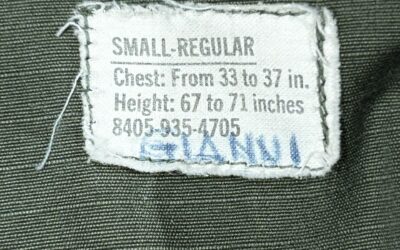 SMALL-REGULAR
Chest: From 33 to 37 in.
Height: 67 to 71 inches
8405-935-4705
GIANNI